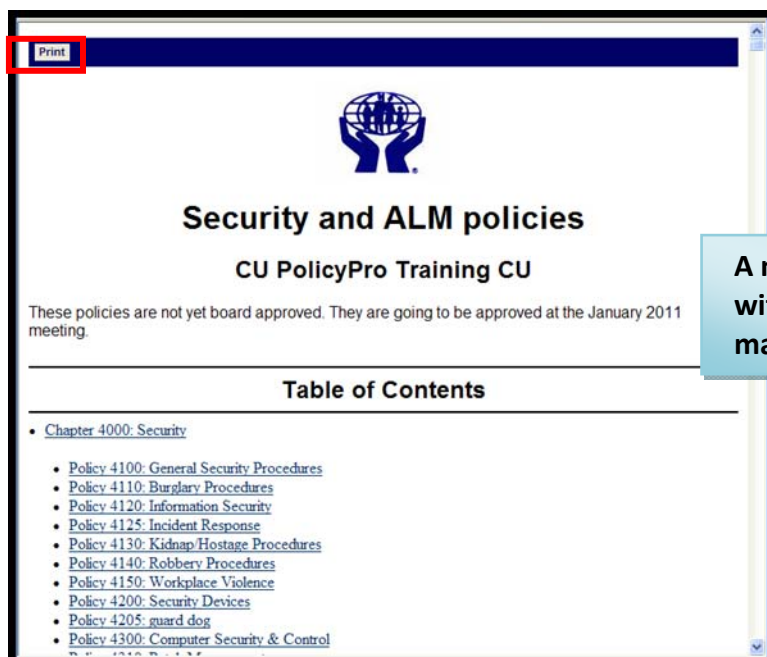 Print
Security and ALM policies
CU PolicyPro Training CU
These policies are not yet board approved. They are going to be approved at the January 2011
meeting.
A
wi
ma
Table of Contents
• Chapter 4000: Security
• Policy 4100: General Security Procedures
• Policy 4110: Burglary Procedures
• Policy 4120: Information Security
• Policy 4125: Incident Response
• Policy 4130: Kidnap/Hostage Procedures
• Policy 4140: Robbery Procedures
• Policy 4150: Workplace Violence
• Policy 4200: Security Devices
• Policy 4205: guard dog
• Policy 4300: Computer Security & Control